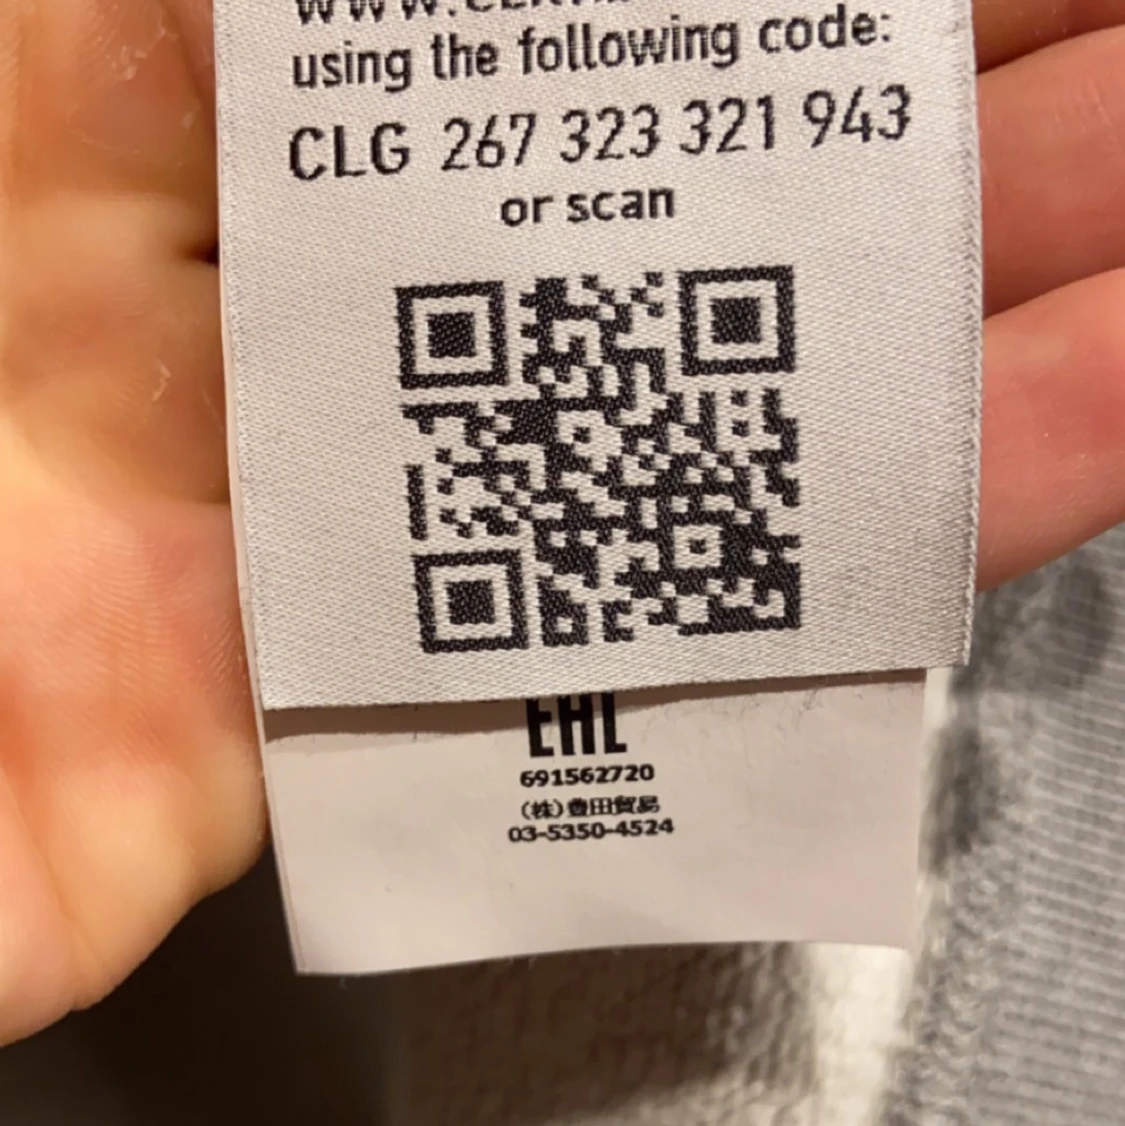 using the following code:
CLG 267 323 321 943
or scan
EAC
691562720
(株)豊田貿易
03-5350-4524